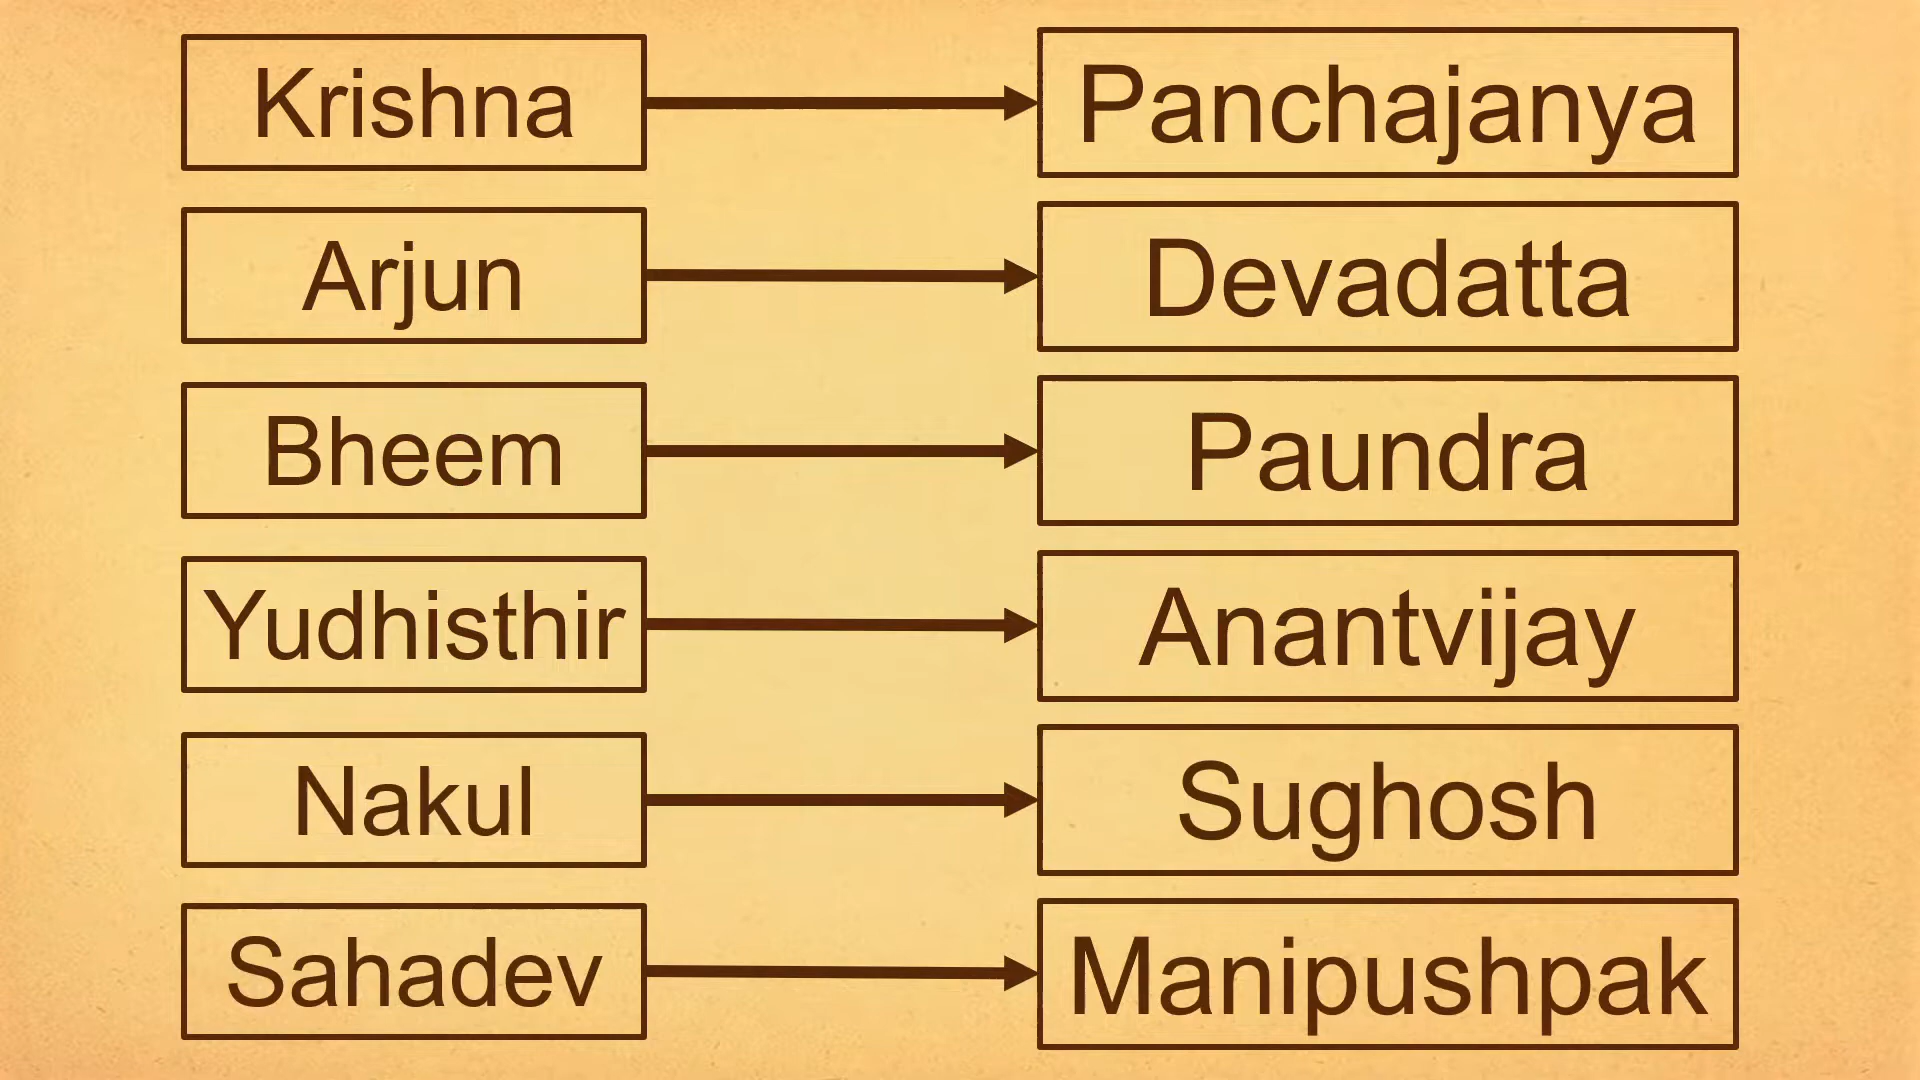 Krishna
Panchajanya
Arjun
Devadatta
Bheem
Paundra
Yudhisthir
Anantvijay
Nakul
Sughosh
Sahadev
Manipushpak